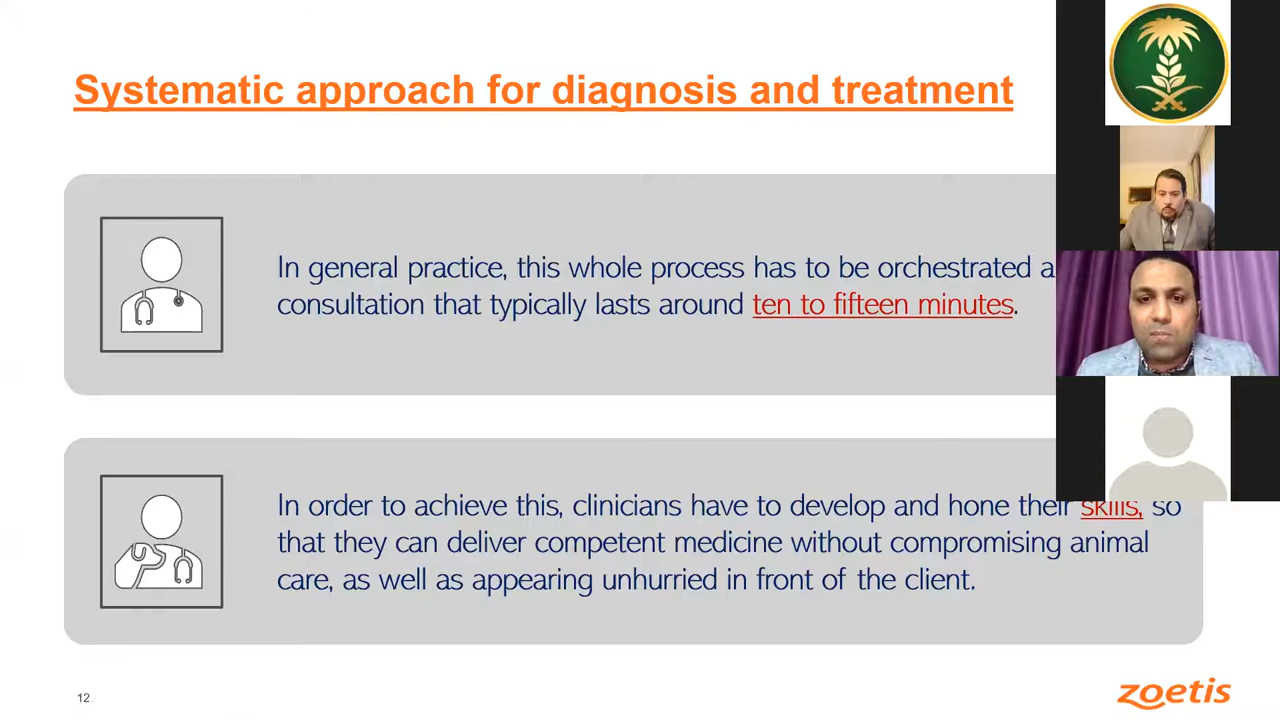 Systematic approach for diagnosis and treatment
In general practice, this whole process has to be orchestrated a
consultation that typically lasts around ten to fifteen minutes.
In order to achieve this, clinicians have to develop and hone their skills, so
that they can deliver competent medicine without compromising animal
care, as well as appearing unhurried in front of the client.
12
zoetis